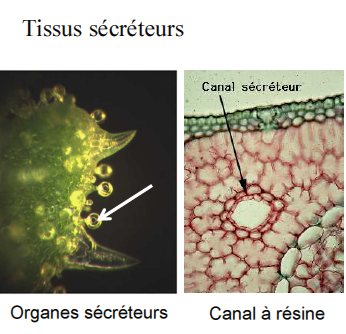 Tissus sécréteurs
Canal sécréteur
Organes sécréteurs
Canal à résine